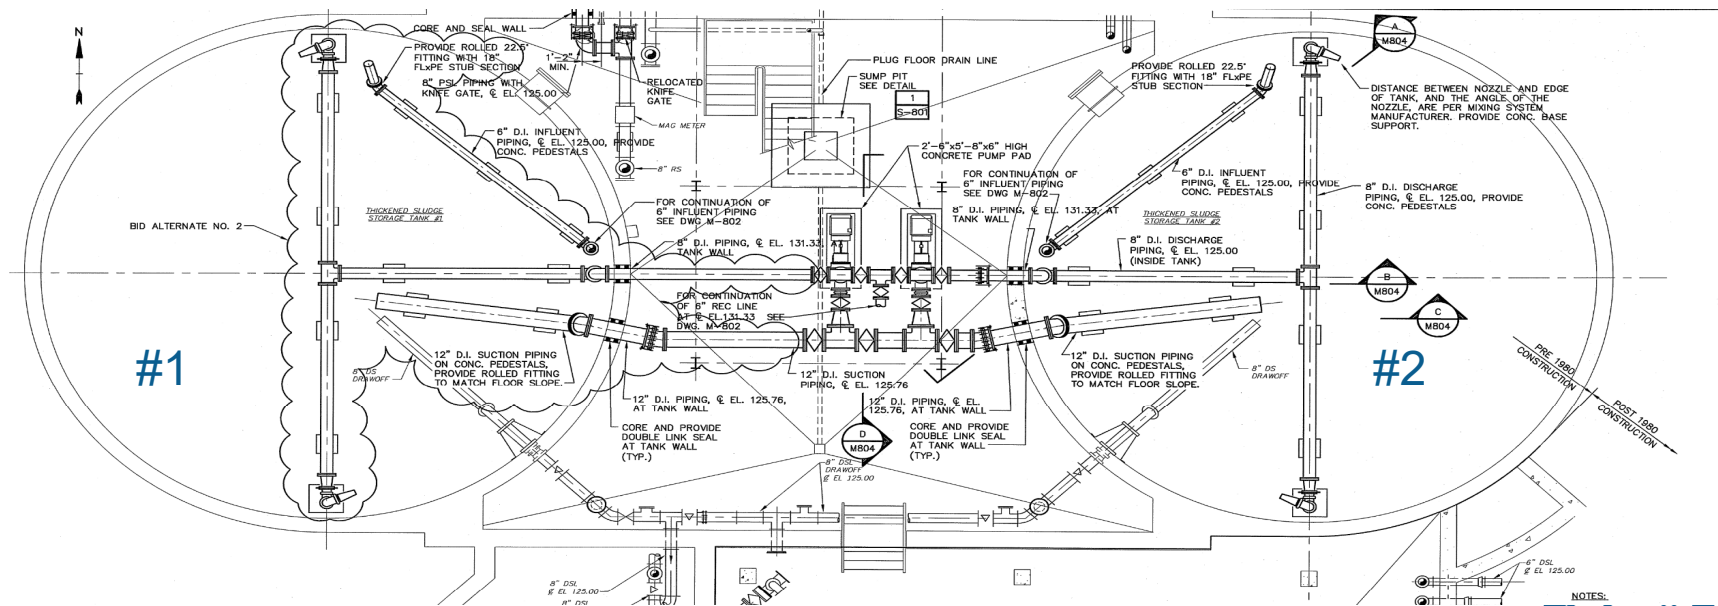 N
CORE AND SEAL WALL
PROVIDE ROLLED 22.5°
FITTING WITH 18"
FLxPE STUB SECTION
8" PSL PIPING WITH
KNIFE GATE, ℄ EL. 125.00
1'-2"
MIN.
RELOCATED
KNIFE
GATE
MAG METER
8" RS
6" D.I. INFLUENT
PIPING, ℄ EL. 125.00, PROVIDE
CONC. PEDESTALS
THICKENED SLUDGE
STORAGE TANK #1
BID ALTERNATE NO. 2
FOR CONTINUATION OF
6" INFLUENT PIPING
SEE DWG M-802
8" D.I. PIPING, ℄ EL. 131.33, AT
TANK WALL
FOR CONTINUATION
OF 6" REC LINE
AT ℄ EL.131.33 SEE
DWG. M-802
#1
8" DS
DRAWOFF
12" D.I. SUCTION PIPING
ON CONC. PEDESTALS,
PROVIDE ROLLED FITTING
TO MATCH FLOOR SLOPE.
12" D.I. PIPING, ℄ EL. 125.76,
AT TANK WALL
CORE AND PROVIDE
DOUBLE LINK SEAL
AT TANK WALL
(TYP.)
12" D.I. SUCTION
PIPING, ℄ EL. 125.76
PLUG FLOOR DRAIN LINE
SUMP PIT
SEE DETAIL
1
S-801
2'-6"x5'-8"x6" HIGH
CONCRETE PUMP PAD
FOR CONTINUATION OF
6" INFLUENT PIPING
SEE DWG M-802
8" D.I. PIPING, ℄ EL. 131.33, AT
TANK WALL
PROVIDE ROLLED 22.5°
FITTING WITH 18" FLxPE
STUB SECTION
A
M804
DISTANCE BETWEEN NOZZLE AND EDGE
OF TANK, AND THE ANGLE OF THE
NOZZLE, ARE PER MIXING SYSTEM
MANUFACTURER. PROVIDE CONC. BASE
SUPPORT.
6" D.I. INFLUENT
PIPING, ℄ EL. 125.00, PROVIDE
CONC. PEDESTALS
8" D.I. DISCHARGE
PIPING, ℄ EL. 125.00, PROVIDE
CONC. PEDESTALS
THICKENED SLUDGE
STORAGE TANK #2
8" D.I. DISCHARGE
PIPING, ℄ EL. 125.00
(INSIDE TANK)
B
M804
C
M804
#2
12" D.I. SUCTION PIPING
ON CONC. PEDESTALS,
PROVIDE ROLLED FITTING
TO MATCH FLOOR SLOPE.
8" DS
DRAWOFF
12" D.I. PIPING, ℄ EL.
125.76, AT TANK WALL
CORE AND PROVIDE
DOUBLE LINK SEAL
AT TANK WALL
(TYP.)
D
M804
PRE 1980
CONSTRUCTION
POST 1980
CONSTRUCTION
8" DSL
DRAWOFF
℄ EL 125.00
8" DSL
℄ EL 125.00
8" DSL
6" DSL
℄ EL 125.00
NOTES: